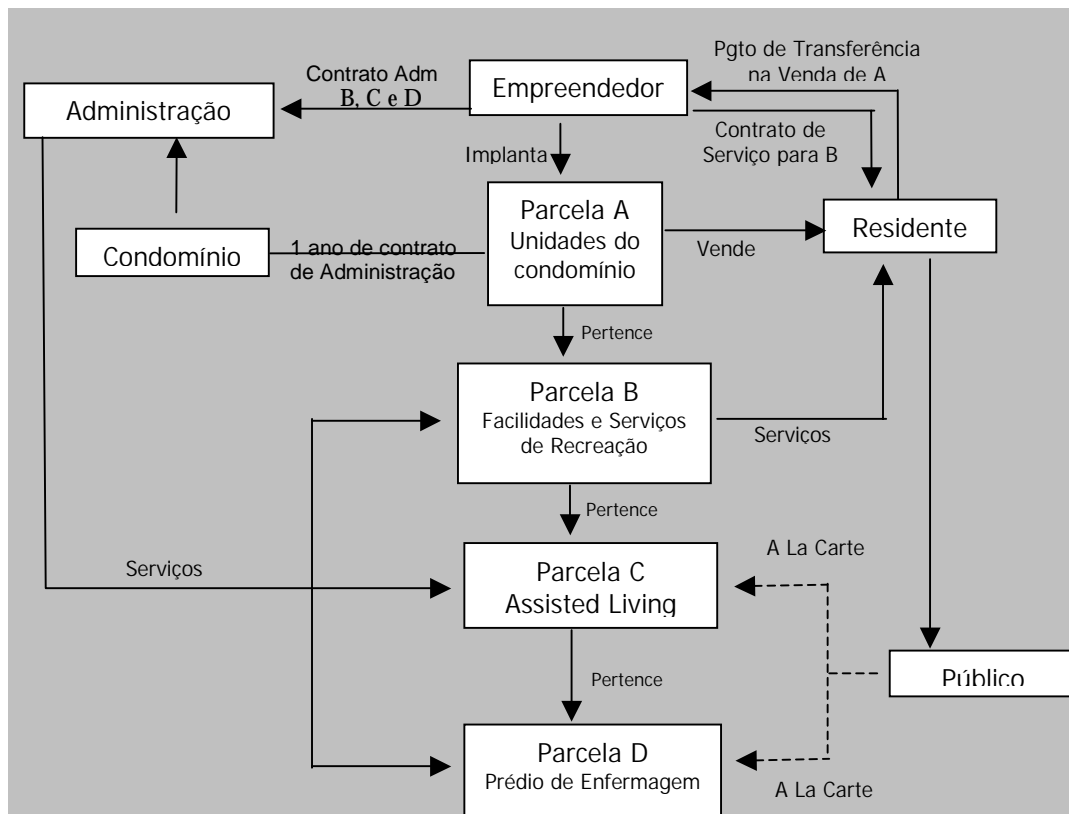 Pgto de Transferência
na Venda de A
Contrato Adm
B, C e D
Empreendedor
Administração
Contrato de
Serviço para B
Implanta
Parcela A
Unidades do
condomínio
Residente
Vende
Condomínio
1 ano de contrato
de Administração
Pertence
Parcela B
Facilidades e Serviços
de Recreação
Serviços
Pertence
A La Carte
Serviços
Parcela C
Assisted Living
Público
Pertence
Parcela D
Prédio de Enfermagem
A La Carte